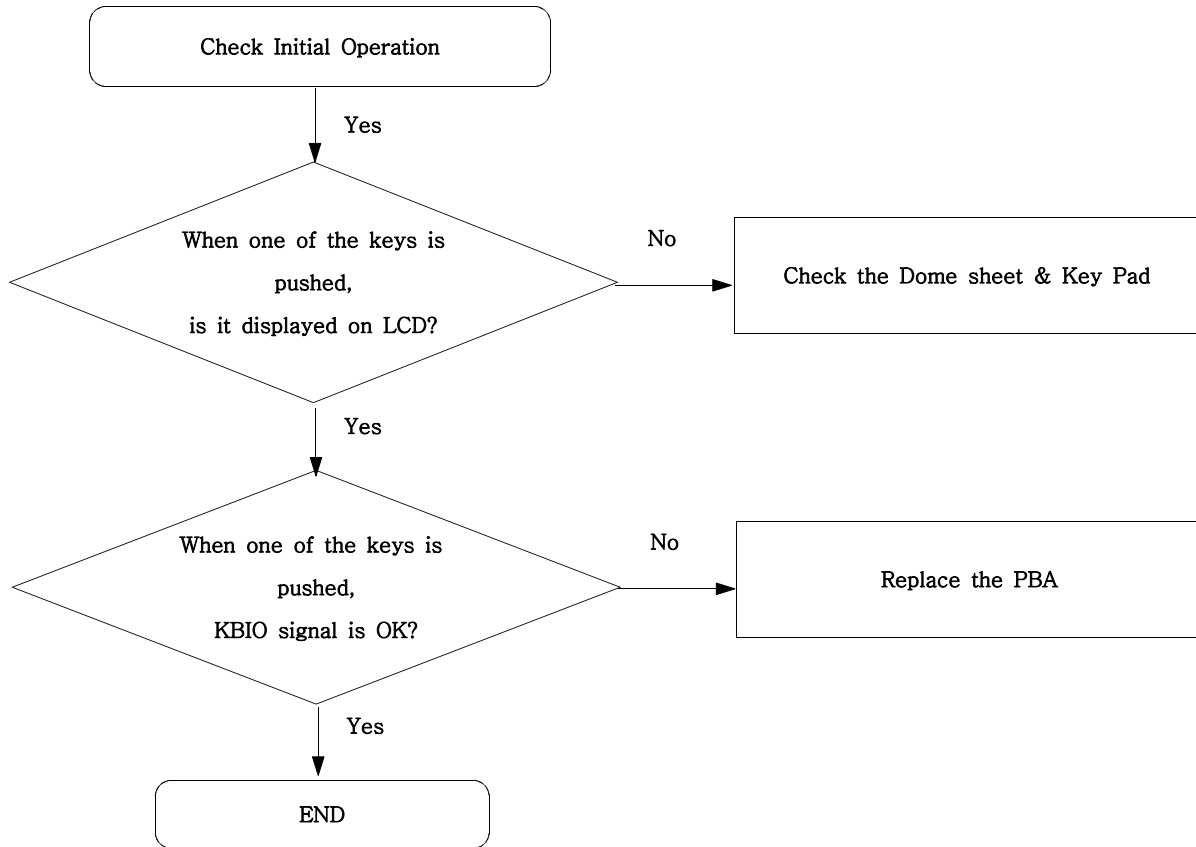 Check Initial Operation
Yes
When one of the keys is
pushed,
is it displayed on LCD?
No
Check the Dome sheet & Key Pad
Yes
When one of the keys is
pushed,
KBIO signal is OK?
No
Replace the PBA
Yes
END